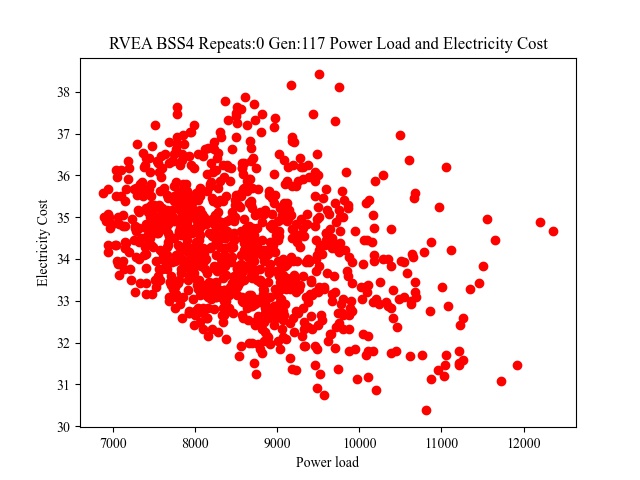 RVEA BSS4 Repeats:0 Gen:117 Power Load and Electricity Cost
Electricity Cost
38
37
36
35
34
33
32
31
30
7000 8000 9000 10000 11000 12000
Power load